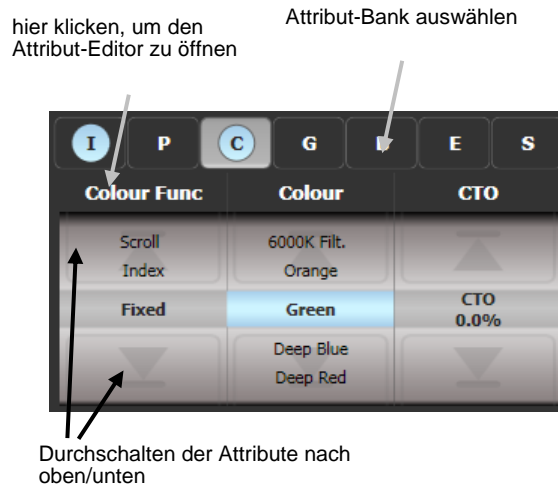 hier klicken, um den
Attribut-Editor zu öffnen
Attribut-Bank auswählen
I P C G B E S
Colour Func Colour CTO
Scroll 6000K Filt.
Index Orange
Fixed Green CTO
0.0%
Deep Blue
Deep Red
Durchschalten der Attribute nach
oben/unten